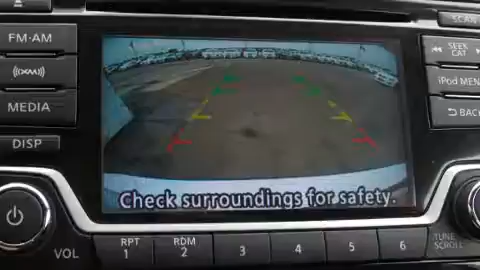 SCAN
FM·AM
SEEK
CAT
MEDIA
iPod MENU
BACK
DISP
Check surroundings for safety.
VOL
RPT
1
RDM
2
3
4
5
6
TUNE
SCROLL